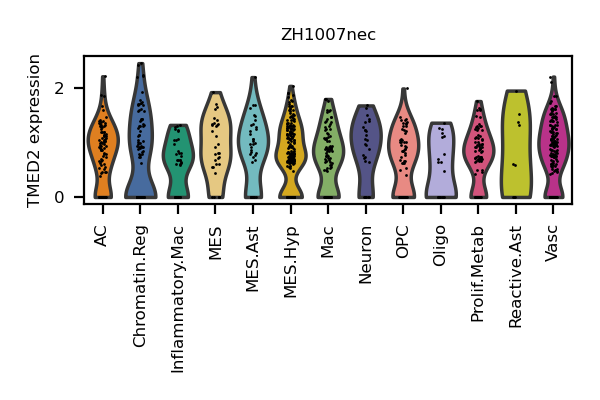 ZH1007nec
TMED2 expression
2
0
AC
Chromatin.Reg
Inflammatory.Mac
MES
MES.Ast
MES.Hyp
Mac
Neuron
OPC
Oligo
Prolif.Metab
Reactive.Ast
Vasc